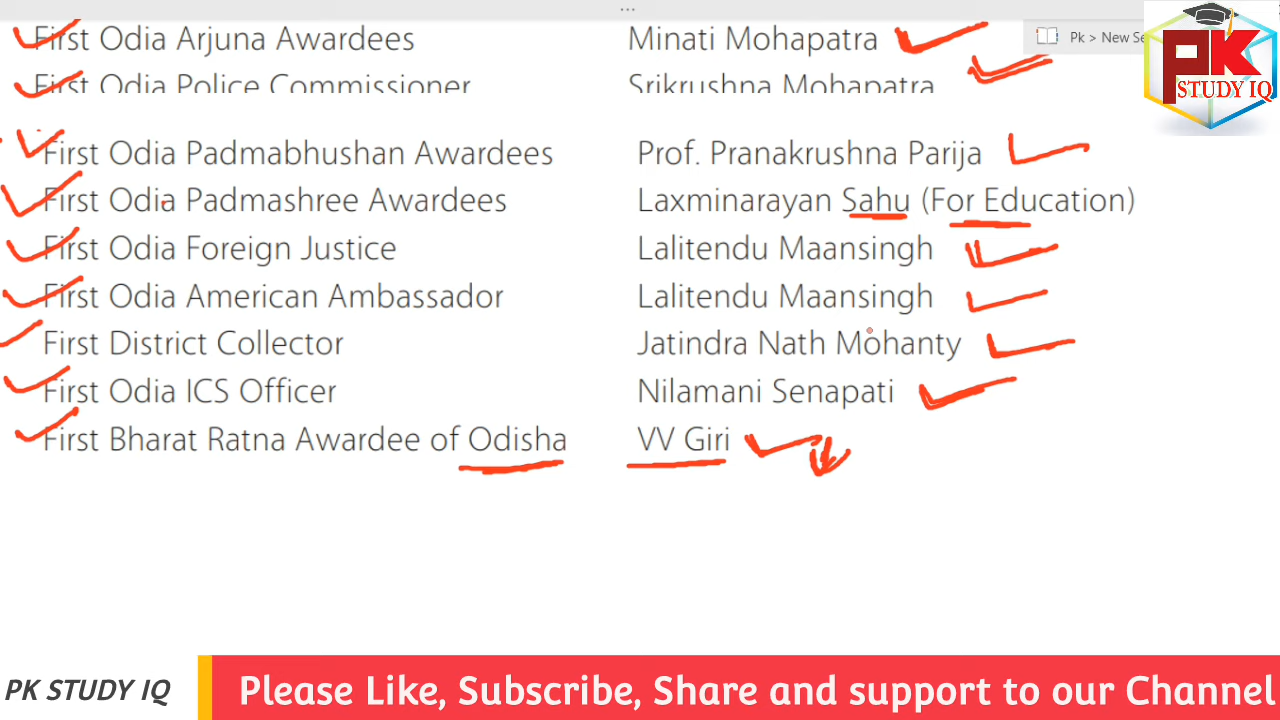 ...
First Odia Arjuna Awardees Minati Mohapatra
Pk > New Se
First Odia Police Commissioner Srikrushna Mohapatra
PK
STUDY IQ
First Odia Padmabhushan Awardees Prof. Pranakrushna Parija
First Odia Padmashree Awardees Laxminarayan Sahu (For Education)
First Odia Foreign Justice Lalitendu Maansingh
First Odia American Ambassador Lalitendu Maansingh
First District Collector Jatindra Nath Mohanty
First Odia ICS Officer Nilamani Senapati
First Bharat Ratna Awardee of Odisha VV Giri
PK STUDY IQ Please Like, Subscribe, Share and support to our Channel